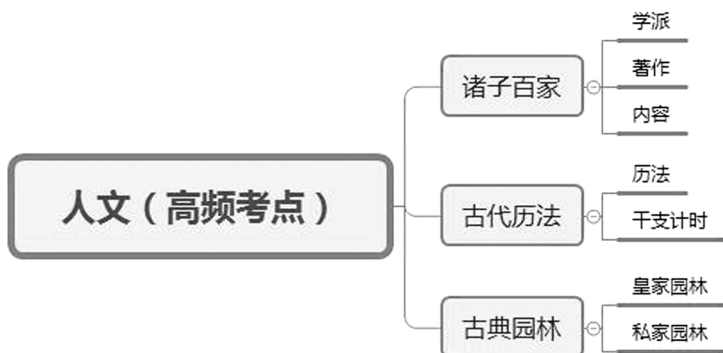 人文（高频考点）
诸子百家
学派
著作
内容
古代历法
历法
干支计时
古典园林
皇家园林
私家园林